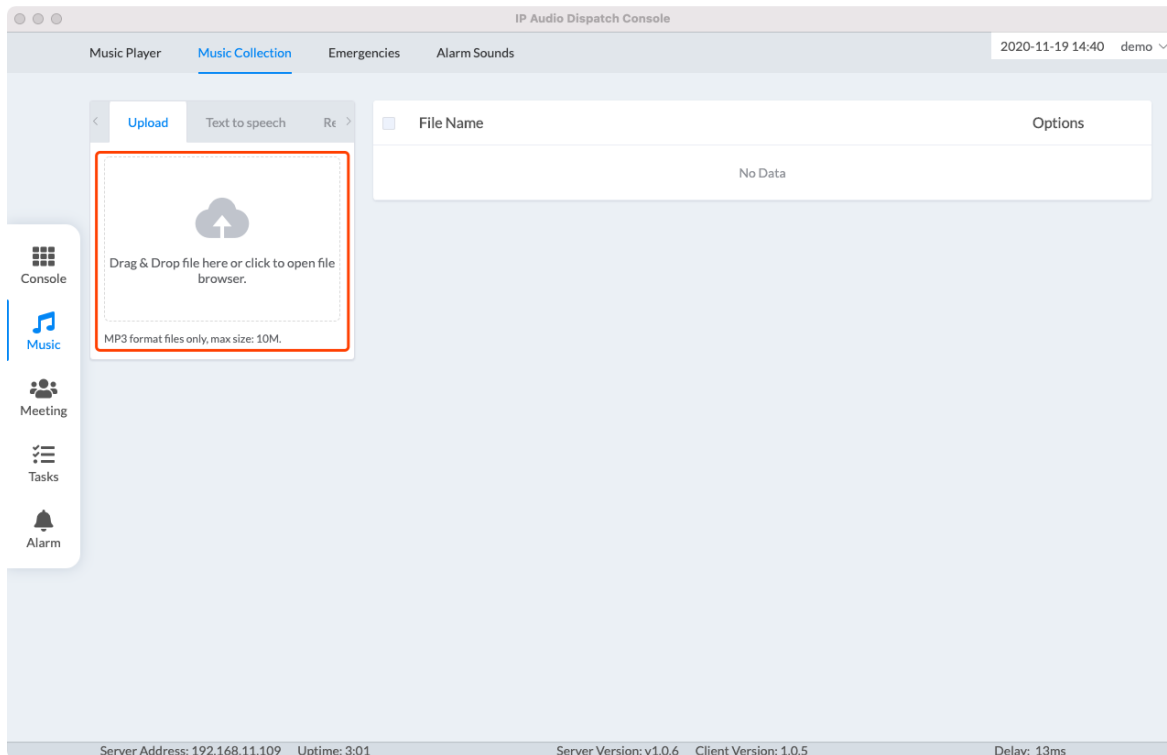 IP Audio Dispatch Console
Music Player Music Collection Emergencies Alarm Sounds 2020-11-19 14:40 demo
Upload Text to speech Re
File Name Options
No Data
Drag & Drop file here or click to open file
browser.
MP3 format files only, max size: 10M.
Console
Music
Meeting
Tasks
Alarm
Server Address: 192.168.11.109 Uptime: 3:01 Server Version: v1.0.6 Client Version: 1.0.5 Delay: 13ms